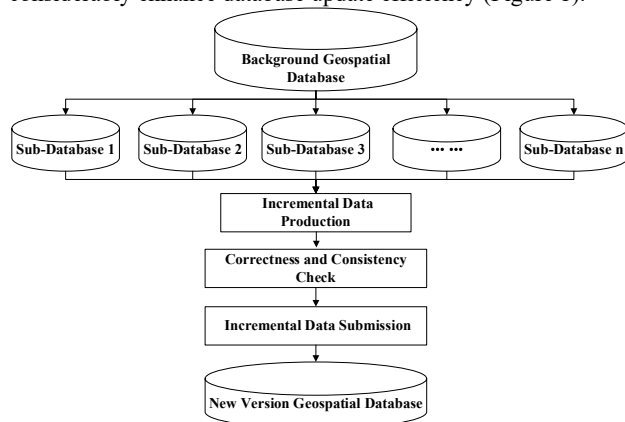 considerably enhance database update efficiency (Figure 1).
Background Geospatial
Database
Sub-Database 1
Sub-Database 2
Sub-Database 3
... ...
Sub-Database n
Incremental Data
Production
Correctness and Consistency
Check
Incremental Data Submission
New Version Geospatial Database